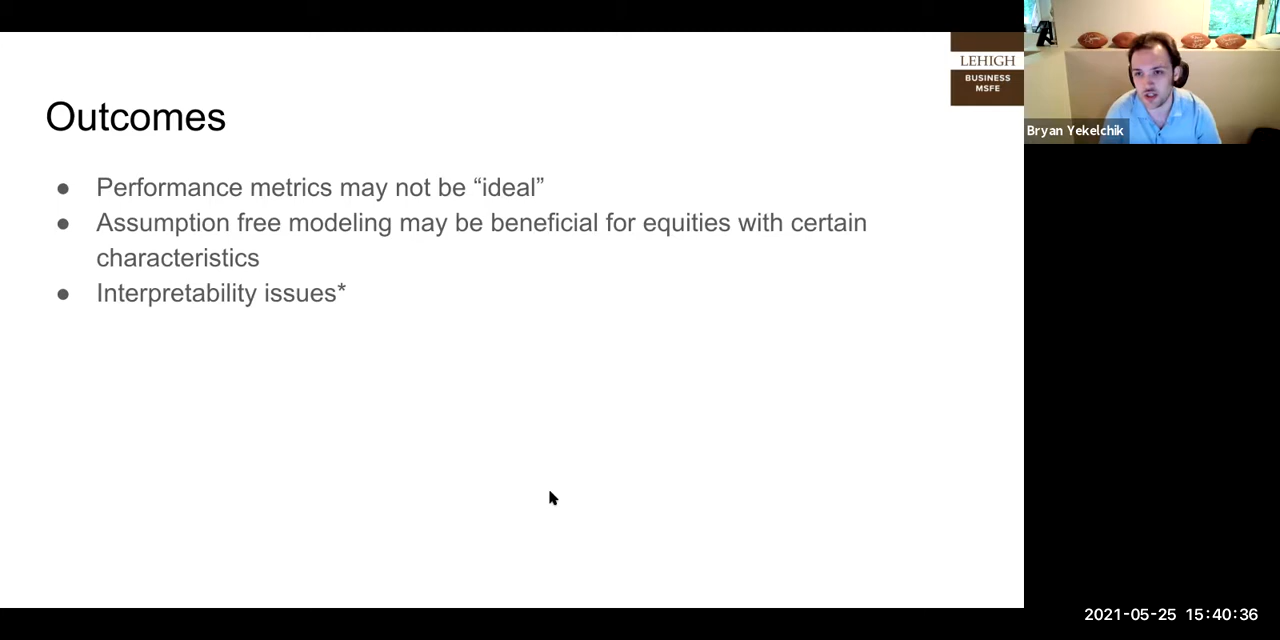 LEHIGH
BUSINESS
MSFE
Bryan Yekelchik
Outcomes
● Performance metrics may not be “ideal”
● Assumption free modeling may be beneficial for equities with certain
characteristics
● Interpretability issues*
2021-05-25 15:40:36